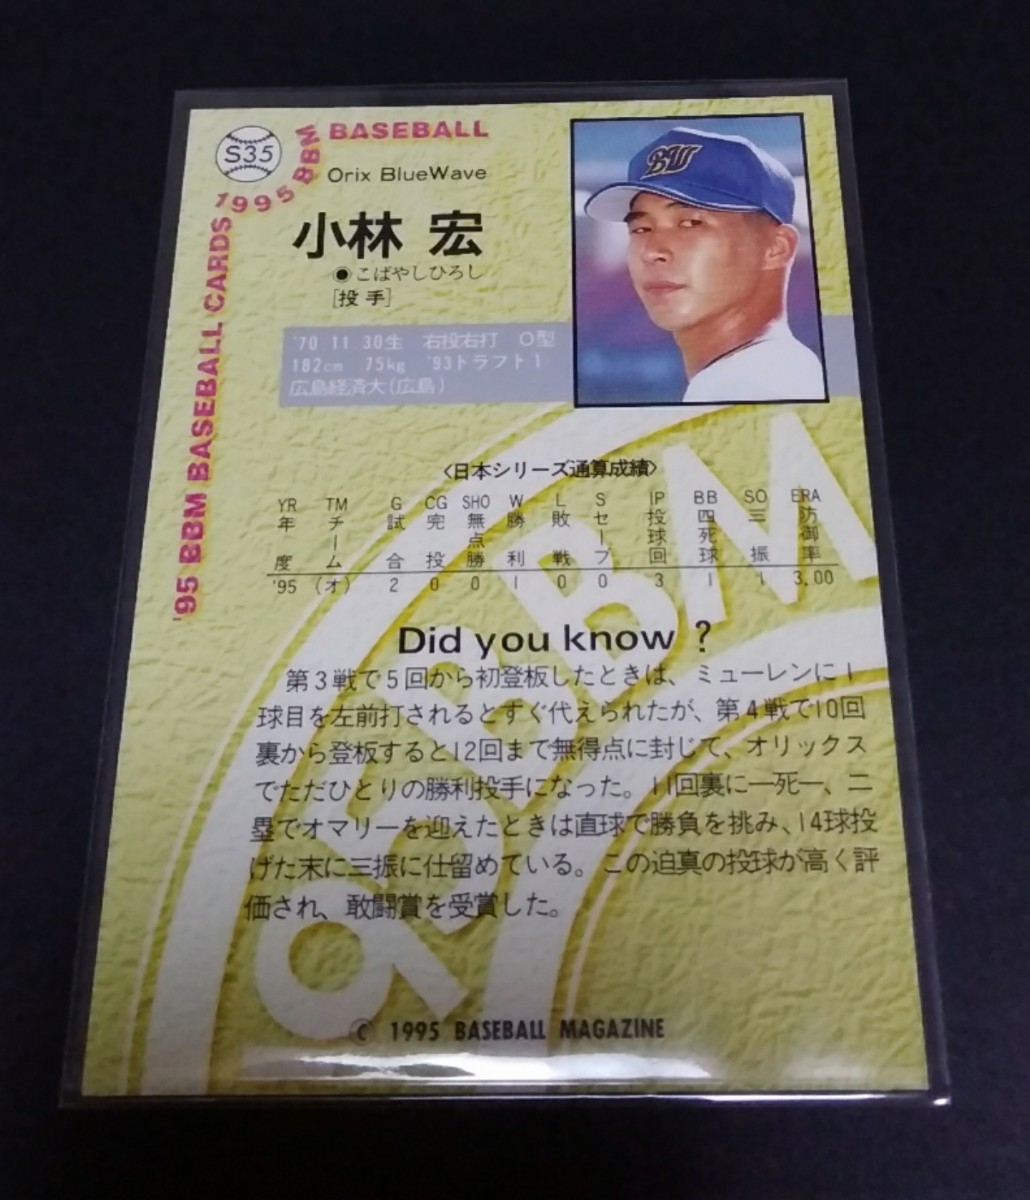 S35
'95 BBM BASEBALL CARDS 1995 BBM BASEBALL
Orix BlueWave
BW
小林 宏
●こばやしひろし
[投手]
'70 11.30生 右投右打 O型
182cm 75kg '93ドラフト1
広島経済大(広島)
〈日本シリーズ通算成績〉
YR TM G CG SHO W L S IP BB SO ERA
年度 チーム 試合 完投 無点勝 勝利 敗戦 セーブ 投球回 四死球 三振 防御率
'95 (オ) 2 0 0 1 0 0 3 1 1 3.00
Did you know ?
第3戦で5回から初登板したときは、ミューレンに1
球目を左前打されるとすぐ代えられたが、第4戦で10回
裏から登板すると12回まで無得点に封じて、オリックス
でただひとりの勝利投手になった。11回裏に一死一、二
塁でオマリーを迎えたときは直球で勝負を挑み、14球投
げた末に三振に仕留めている。この迫真の投球が高く評
価され、敢闘賞を受賞した。
'95 BBM
© 1995 BASEBALL MAGAZINE